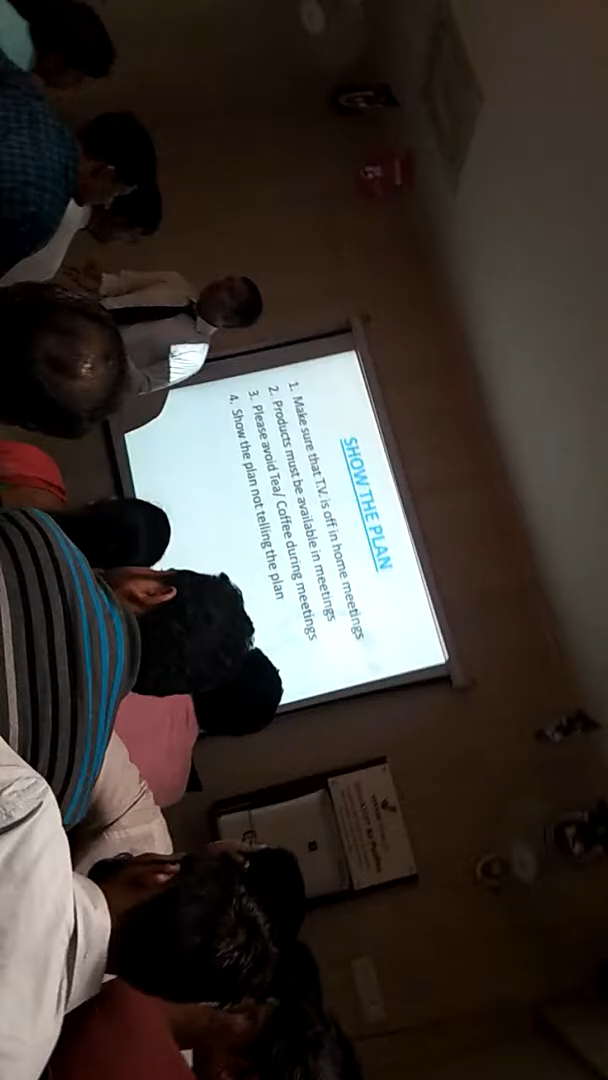 SHOW THE PLAN
1. Make sure that T.V. is off in home meetings
2. Products must be available in meetings
3. Please avoid Tea/ Coffee during meetings
4. Show the plan not telling the plan